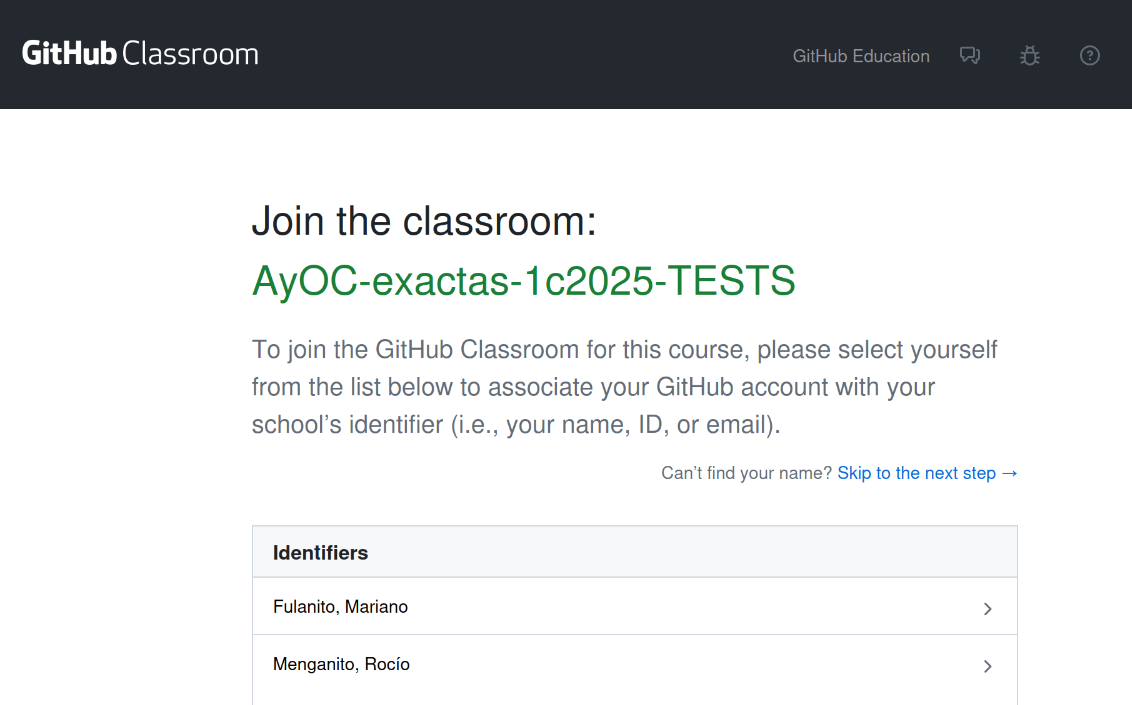 GitHub Classroom
GitHub Education
Join the classroom:
AyOC-exactas-1c2025-TESTS
To join the GitHub Classroom for this course, please select yourself
from the list below to associate your GitHub account with your
school’s identifier (i.e., your name, ID, or email).
Can’t find your name? Skip to the next step →
Identifiers
Fulanito, Mariano
Menganito, Rocío